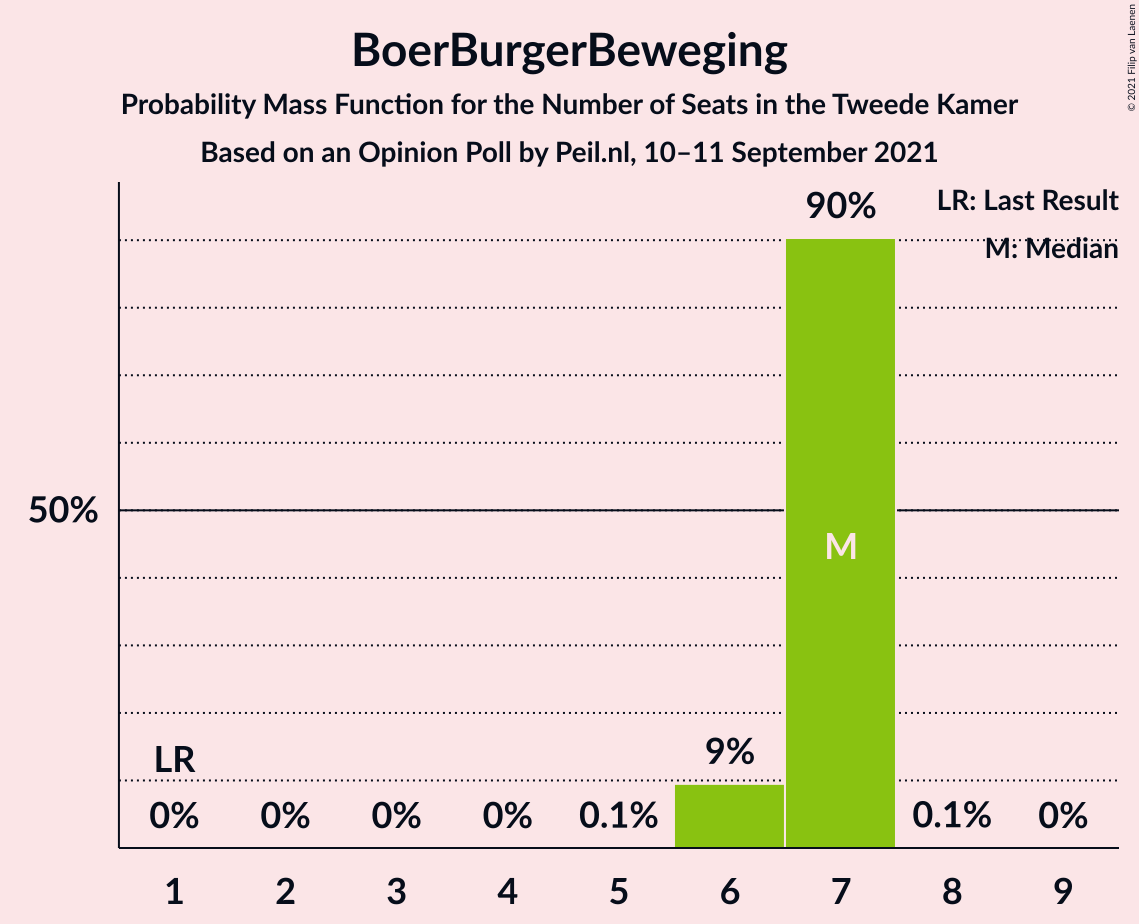 BoerBurgerBeweging
Probability Mass Function for the Number of Seats in the Tweede Kamer
Based on an Opinion Poll by Peil.nl, 10–11 September 2021
© 2021 Filip van Laenen
LR: Last Result
M: Median
90%
50%
M
LR
9%
0% 0% 0% 0% 0.1% 0.1% 0%
1 2 3 4 5 6 7 8 9